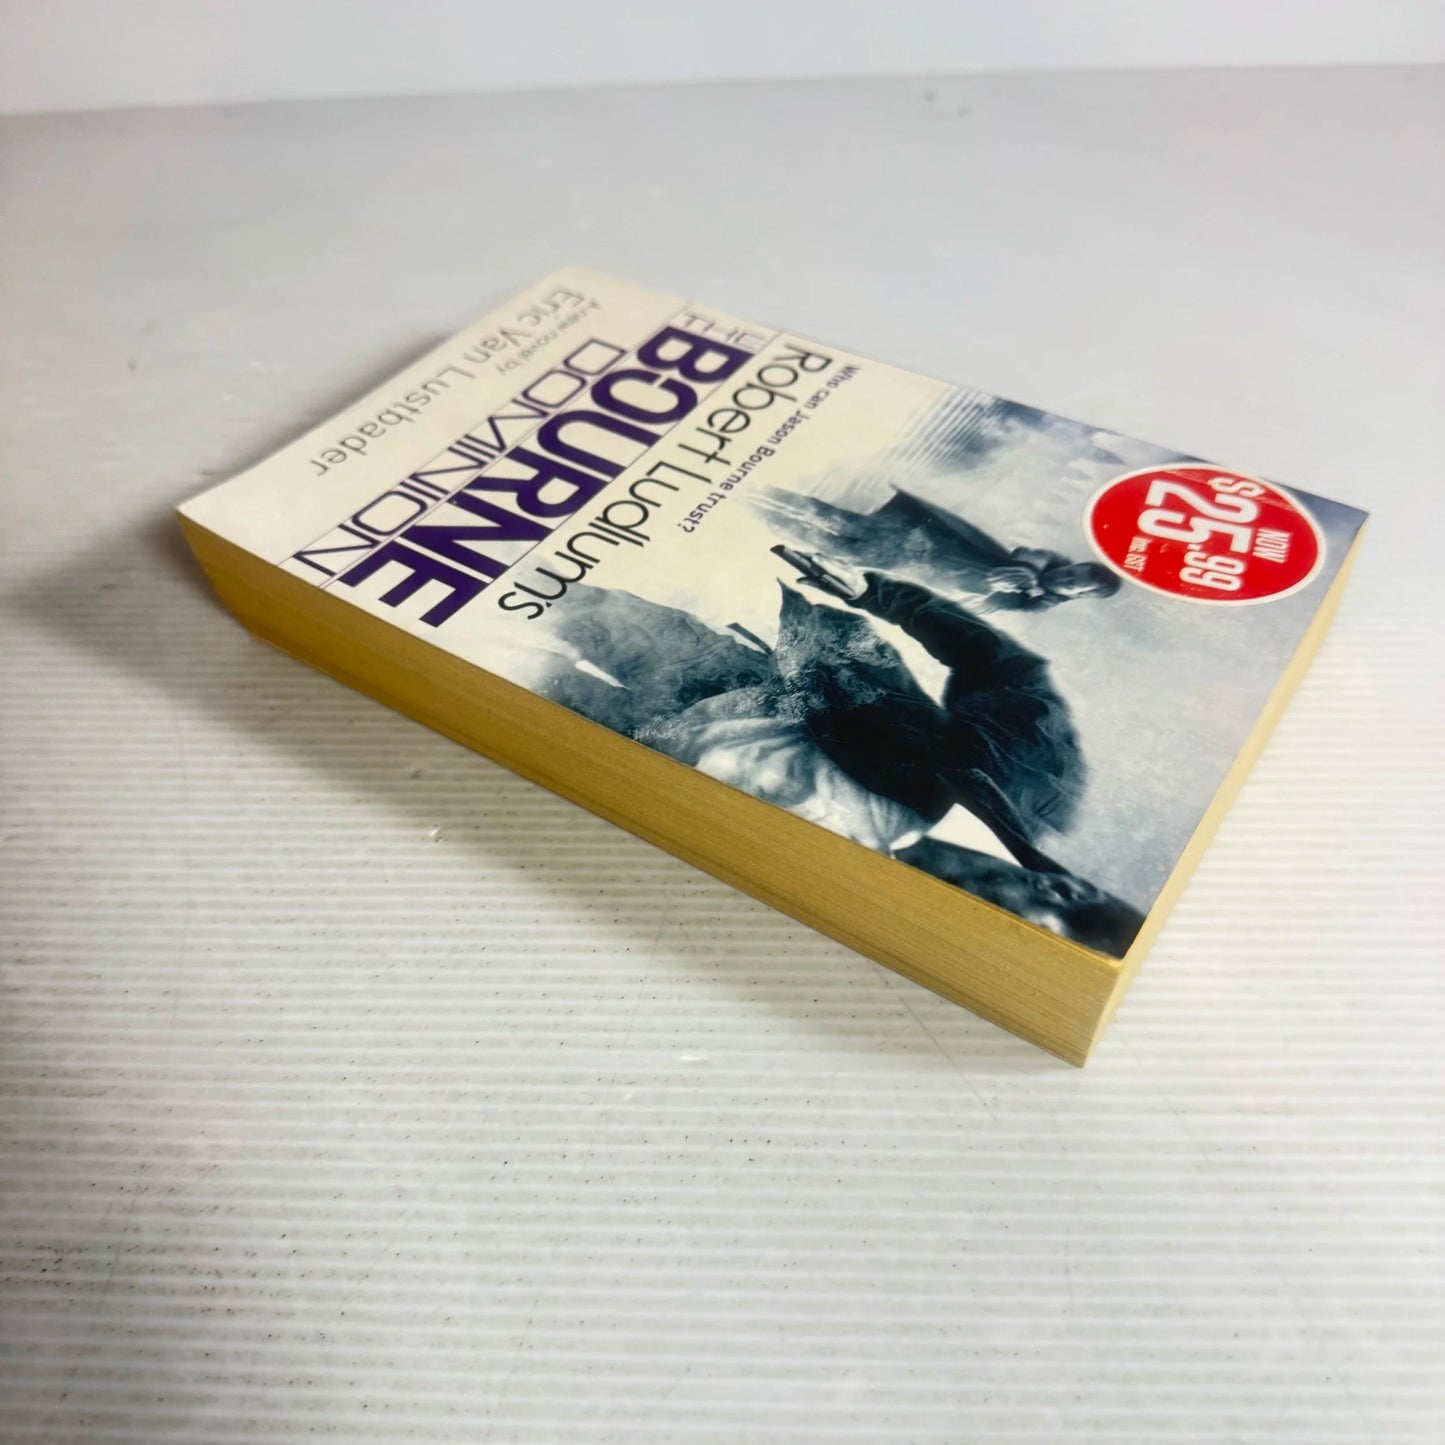 Who can Jason Bourne trust?
Robert Ludlum's
THE
BOURNE
DOMINION
A new novel by
Eric Van Lustbader
NOW
$25.99
inc. GST